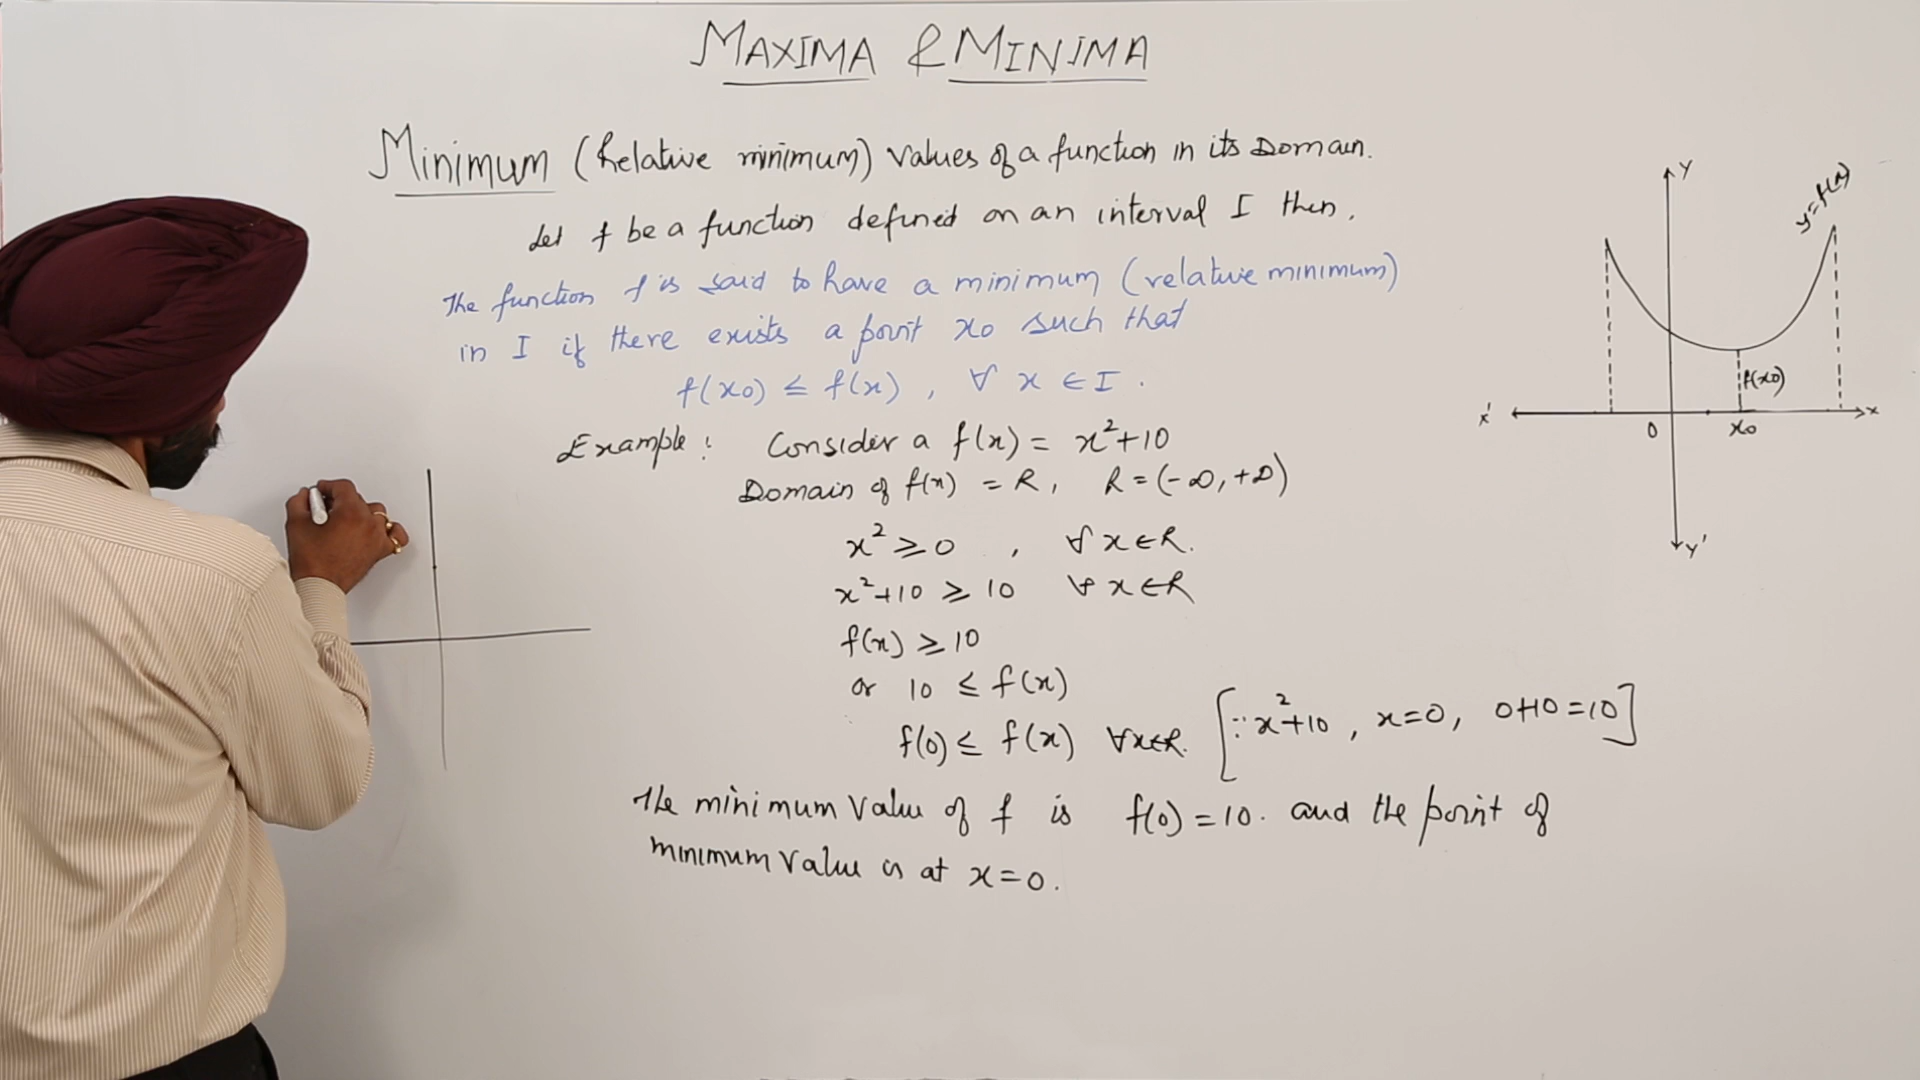 MAXIMA & MINIMA
Minimum (Relative minimum) Values of a function in its Domain.
Let f be a function defined on an interval I then.
The function f is said to have a minimum (relative minimum)
in I if there exists a point x0 such that
f(x0) ≤ f(x) , ∀ x ∈ I .
Example : Consider a f(x) = x²+10
Domain of f(x) = R, R = (-∞, +∞)
x² ≥ 0 , ∀ x ∈ R.
x²+10 ≥ 10 ∀ x ∈ R
f(x) ≥ 10
or 10 ≤ f(x)
f(0) ≤ f(x) ∀ x∈R. [∵ x²+10 , x=0, 0+10=10]
The minimum value of f is f(0) = 10. and the point of
minimum value is at x=0.
Y
y=f(x)
f(x0)
X'
X
0
x0
Y'